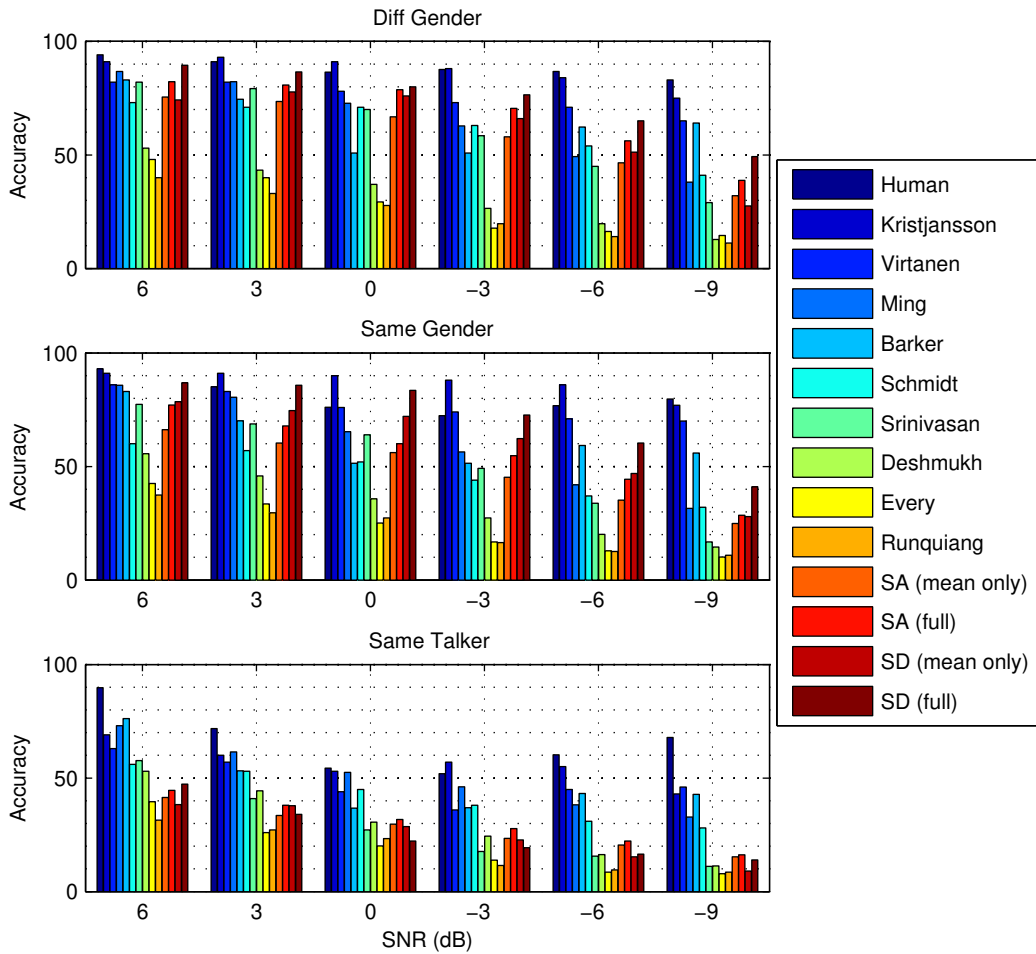 Diff Gender
100
50
0
Accuracy
6 3 0 −3 −6 −9
Same Gender
100
50
0
Accuracy
6 3 0 −3 −6 −9
Same Talker
100
50
0
Accuracy
6 3 0 −3 −6 −9
SNR (dB)
Human
Kristjansson
Virtanen
Ming
Barker
Schmidt
Srinivasan
Deshmukh
Every
Runquiang
SA (mean only)
SA (full)
SD (mean only)
SD (full)